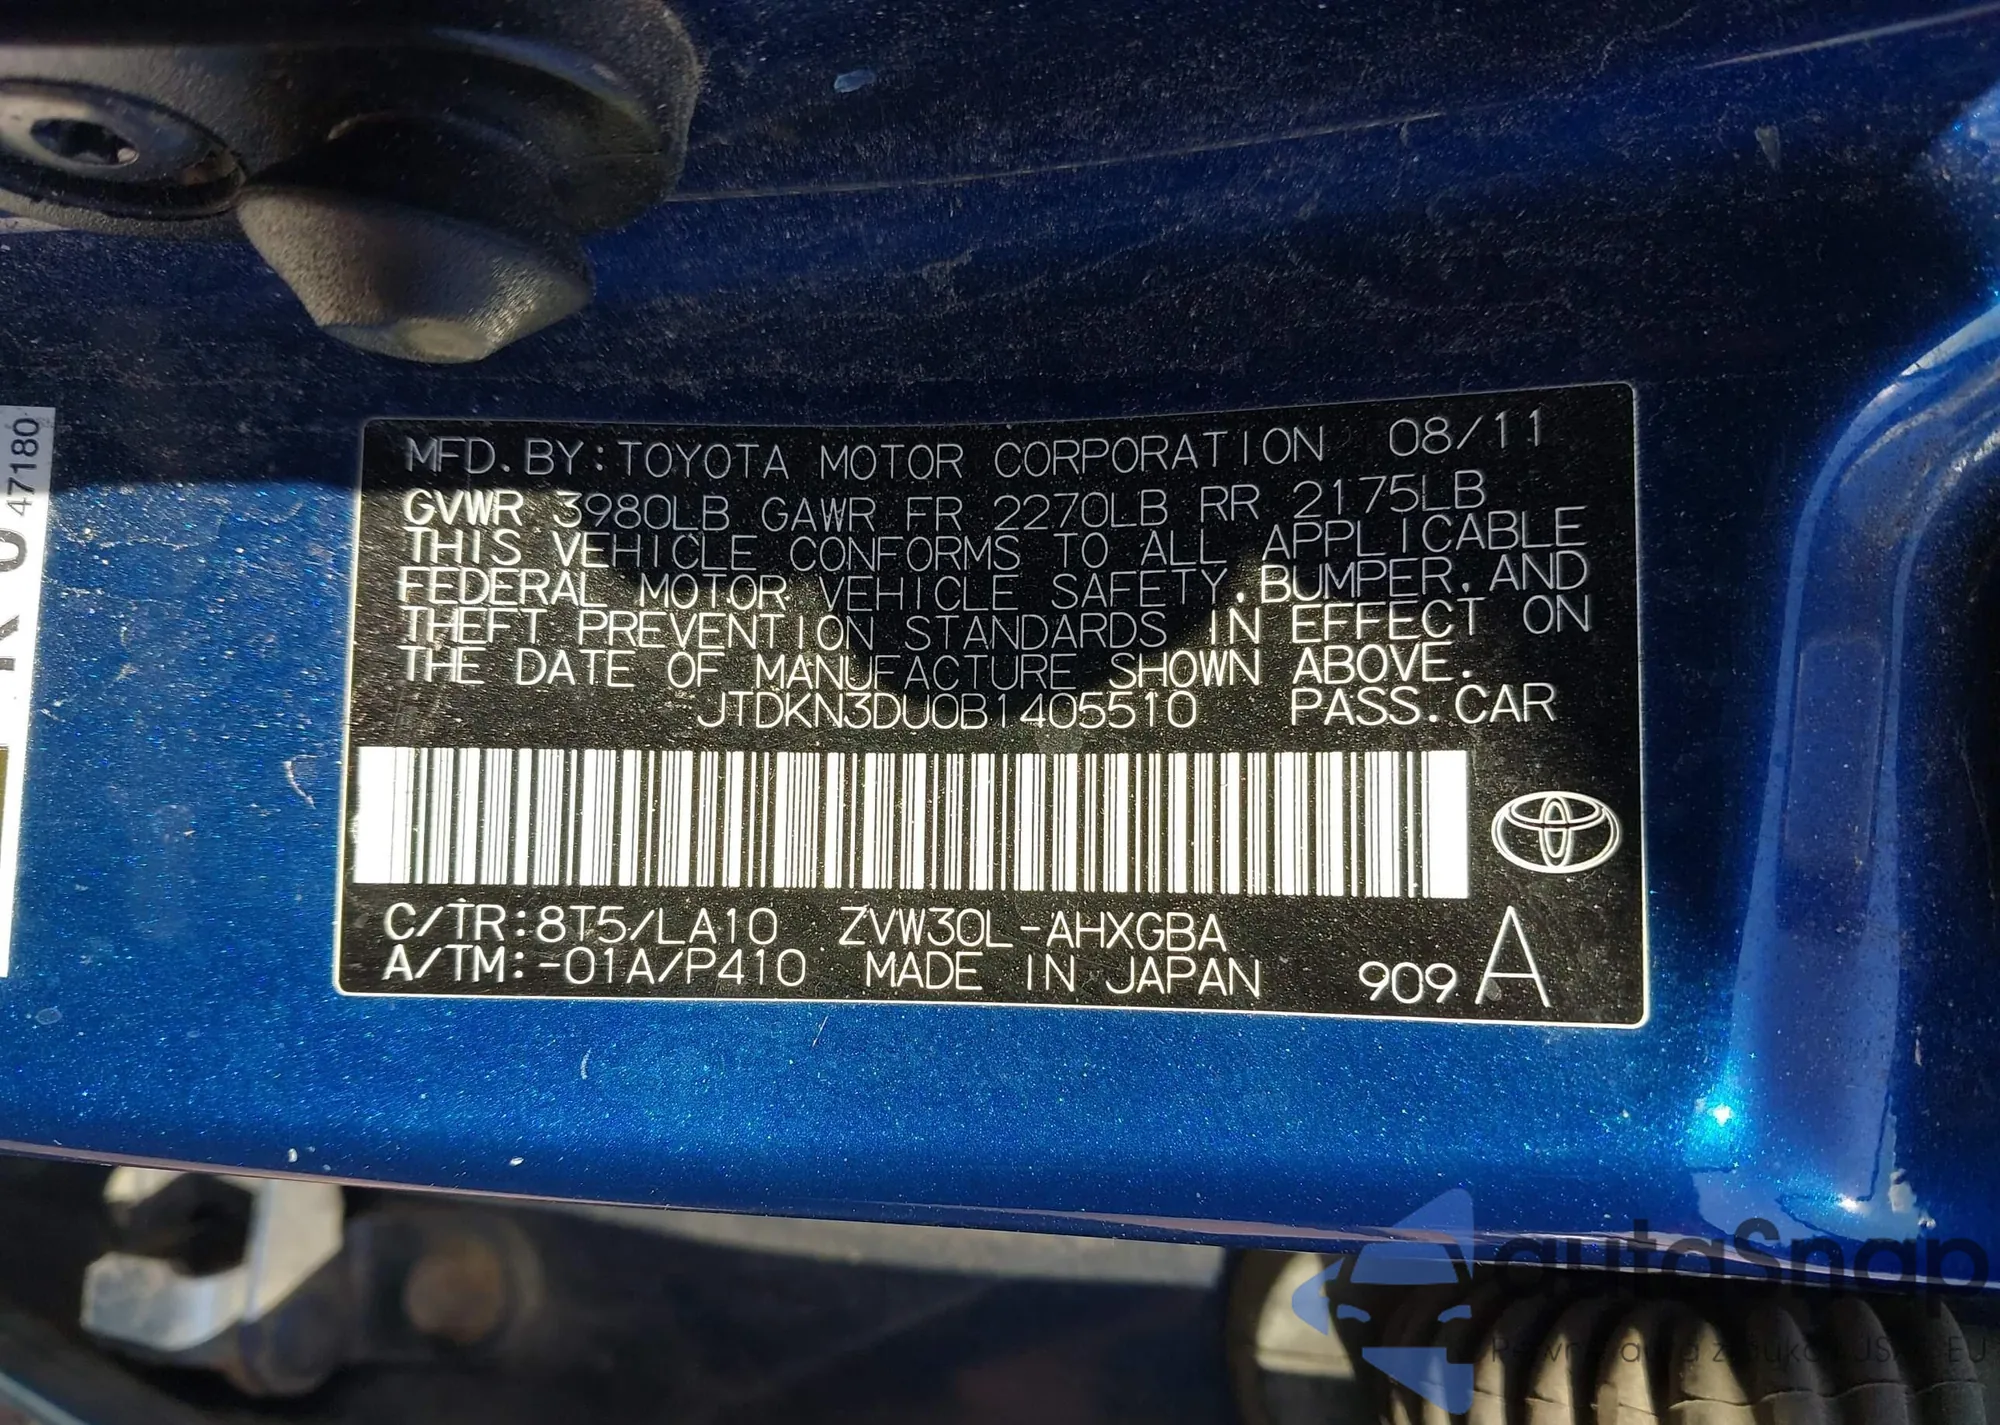 MFD. BY: TOYOTA MOTOR CORPORATION 08/11
GVWR 3980LB GAWR FR 2270LB RR 2175LB
THIS VEHICLE CONFORMS TO ALL APPLICABLE
FEDERAL MOTOR VEHICLE SAFETY, BUMPER, AND
THEFT PREVENTION STANDARDS IN EFFECT ON
THE DATE OF MANUFACTURE SHOWN ABOVE.
JTDKN3DU0B1405510 PASS. CAR
C/TR: 8T5/LA10 ZVW30L-AHXGBA
A/TM: -01A/P410 MADE IN JAPAN 909 A
47180
autaSnap